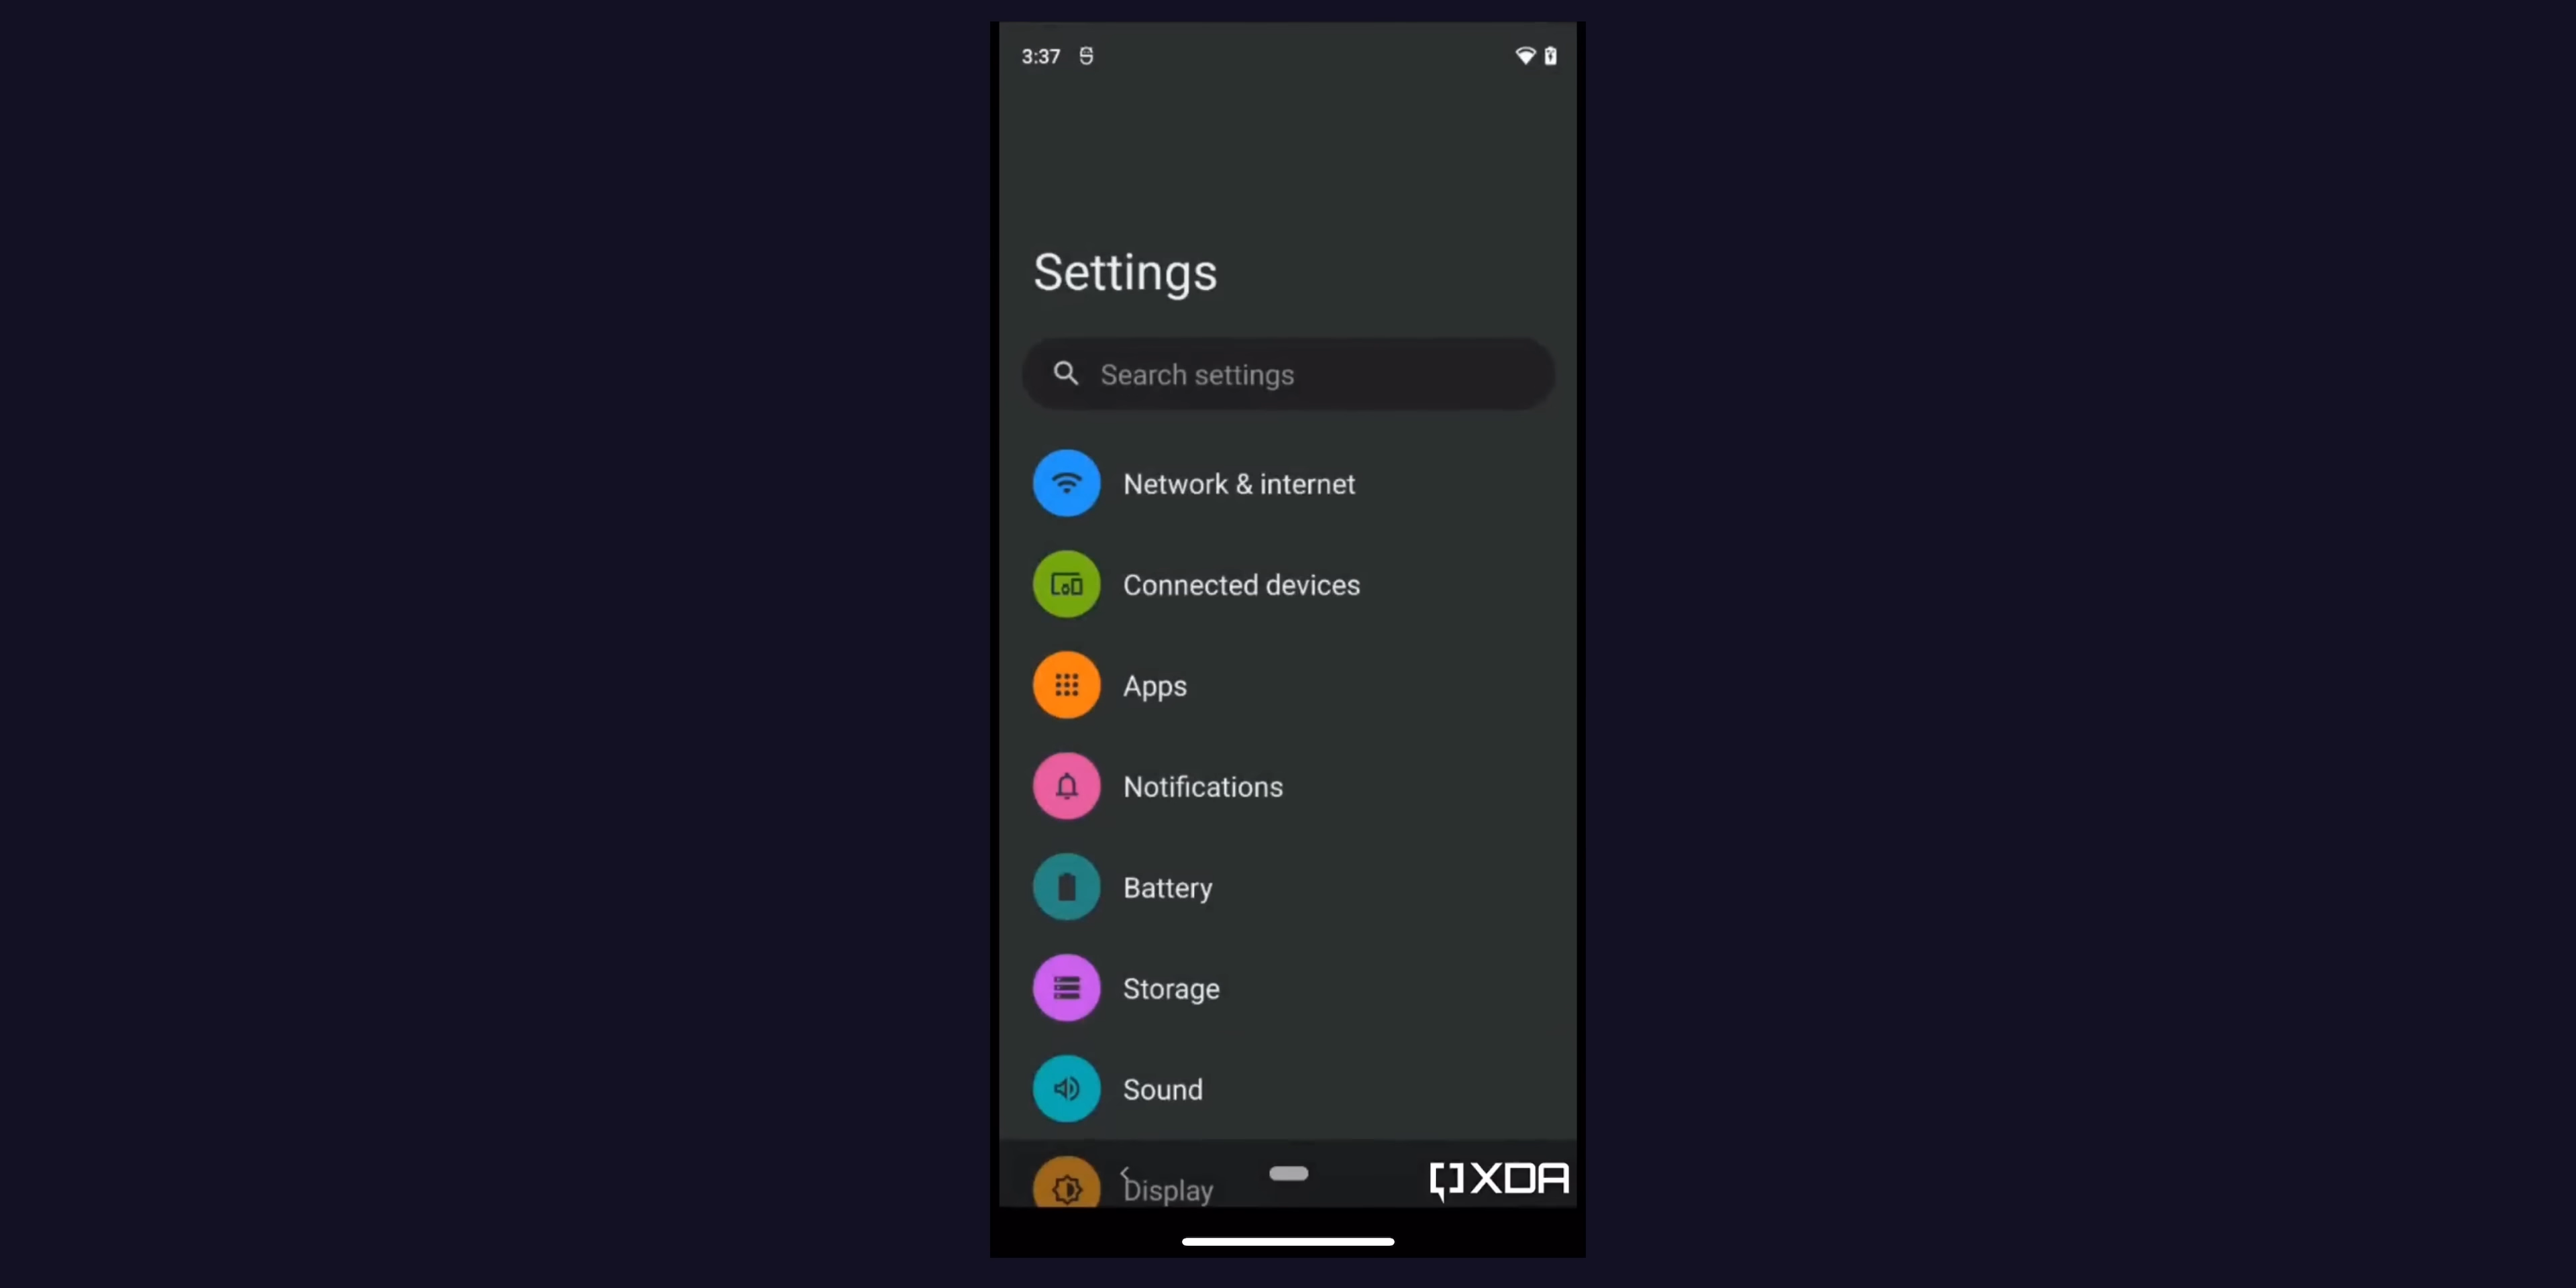 3:37
Settings
Search settings
Network & internet
Connected devices
Apps
Notifications
Battery
Storage
Sound
Display
XDA